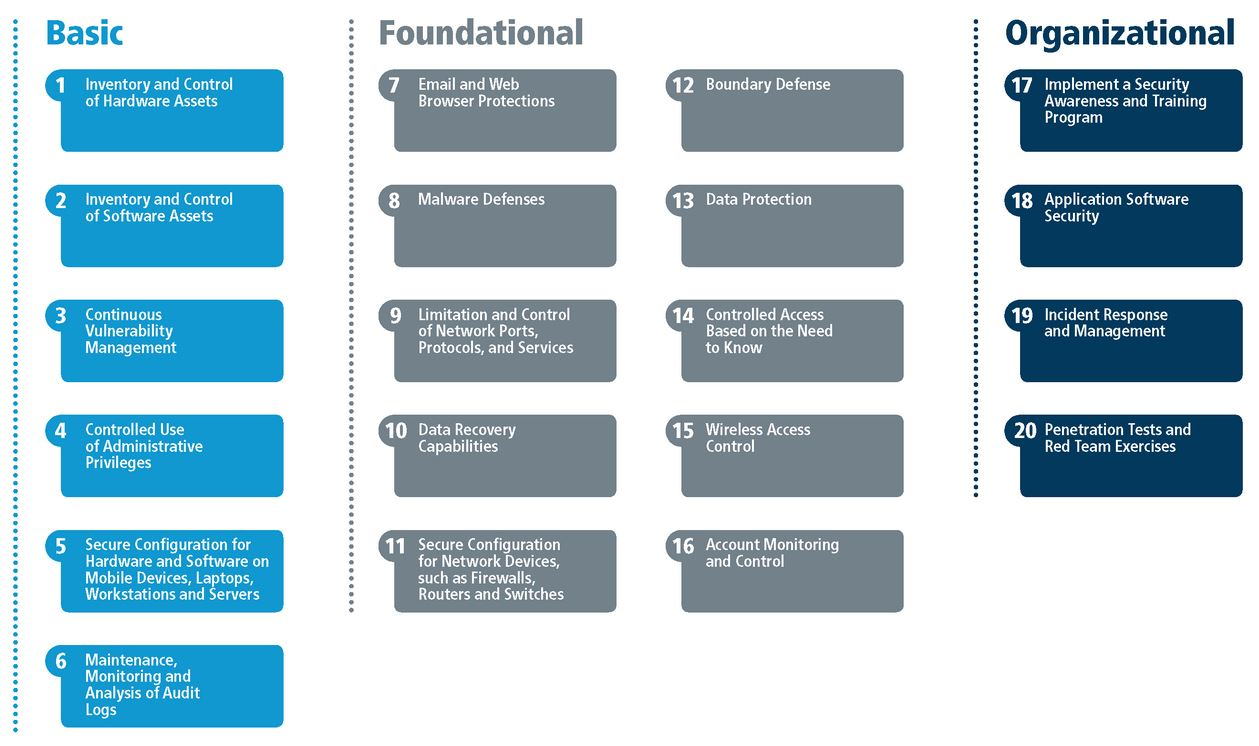 Basic
1
Inventory and Control
of Hardware Assets
2
Inventory and Control
of Software Assets
3
Continuous
Vulnerability
Management
4
Controlled Use
of Administrative
Privileges
5
Secure Configuration for
Hardware and Software on
Mobile Devices, Laptops,
Workstations and Servers
6
Maintenance,
Monitoring and
Analysis of Audit
Logs
Foundational
7
Email and Web
Browser Protections
8
Malware Defenses
9
Limitation and Control
of Network Ports,
Protocols, and Services
10
Data Recovery
Capabilities
11
Secure Configuration
for Network Devices,
such as Firewalls,
Routers and Switches
12
Boundary Defense
13
Data Protection
14
Controlled Access
Based on the Need
to Know
15
Wireless Access
Control
16
Account Monitoring
and Control
Organizational
17
Implement a Security
Awareness and Training
Program
18
Application Software
Security
19
Incident Response
and Management
20
Penetration Tests and
Red Team Exercises